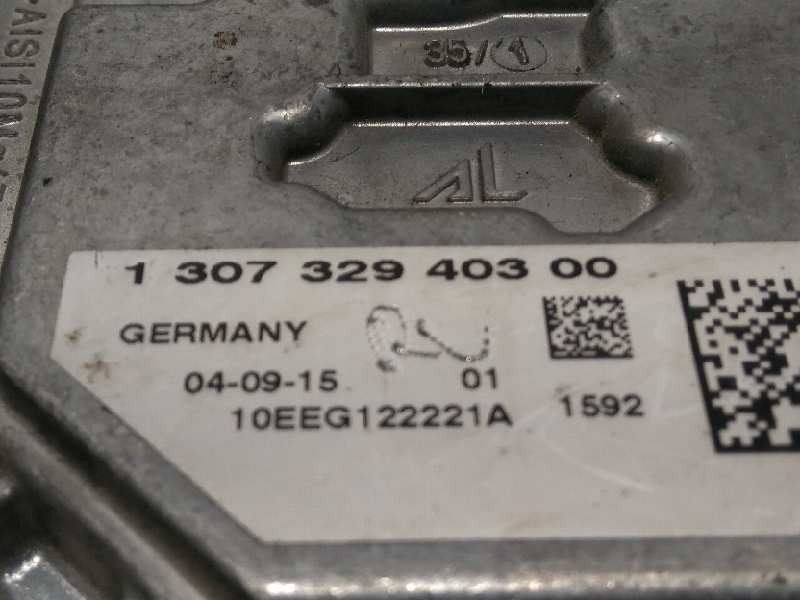 35/1
AL
1 307 329 403 00
GERMANY
04-09-15 01
10EEG122221A 1592